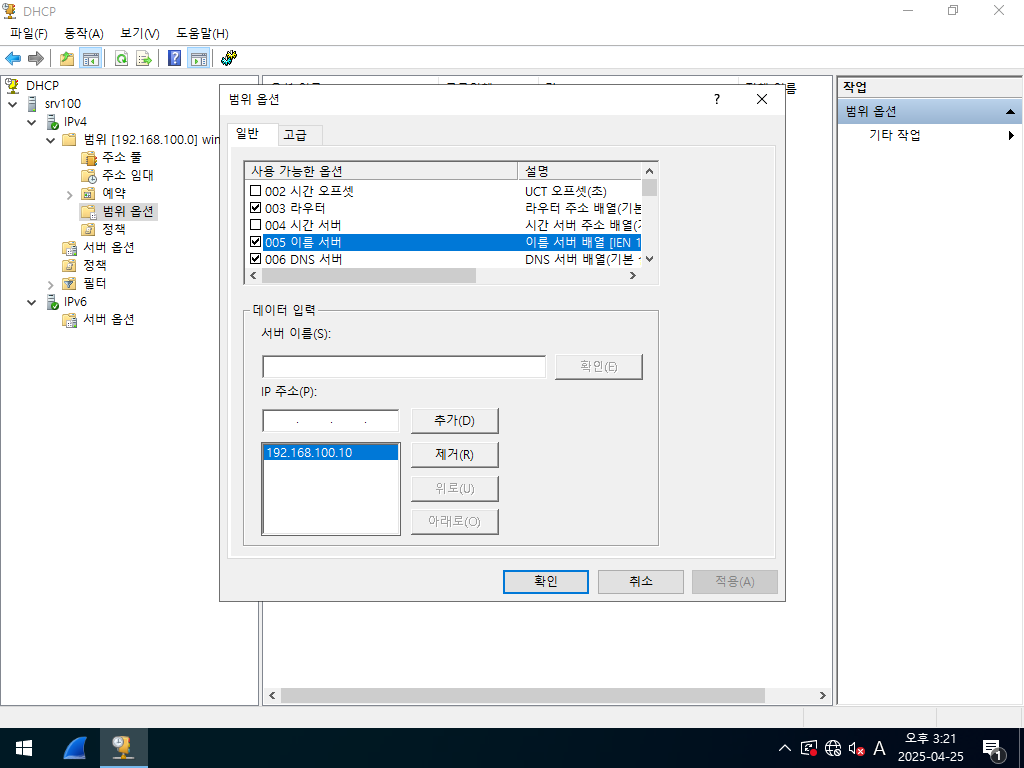 DHCP
파일(F) 동작(A) 보기(V) 도움말(H)
DHCP
srv100
IPv4
범위 [192.168.100.0] win
주소 풀
주소 임대
예약
범위 옵션
정책
서버 옵션
정책
필터
IPv6
서버 옵션
범위 옵션
?
일반 고급
사용 가능한 옵션 설명
002 시간 오프셋 UCT 오프셋(초)
003 라우터 라우터 주소 배열(기본
004 시간 서버 시간 서버 주소 배열(기
005 이름 서버 이름 서버 배열 [IEN 1
006 DNS 서버 DNS 서버 배열(기본
데이터 입력
서버 이름(S):
확인(E)
IP 주소(P):
. . . 추가(D)
192.168.100.10 제거(R)
위로(U)
아래로(O)
확인 취소 적용(A)
작업
범위 옵션
기타 작업
A 오후 3:21
2025-04-25
1